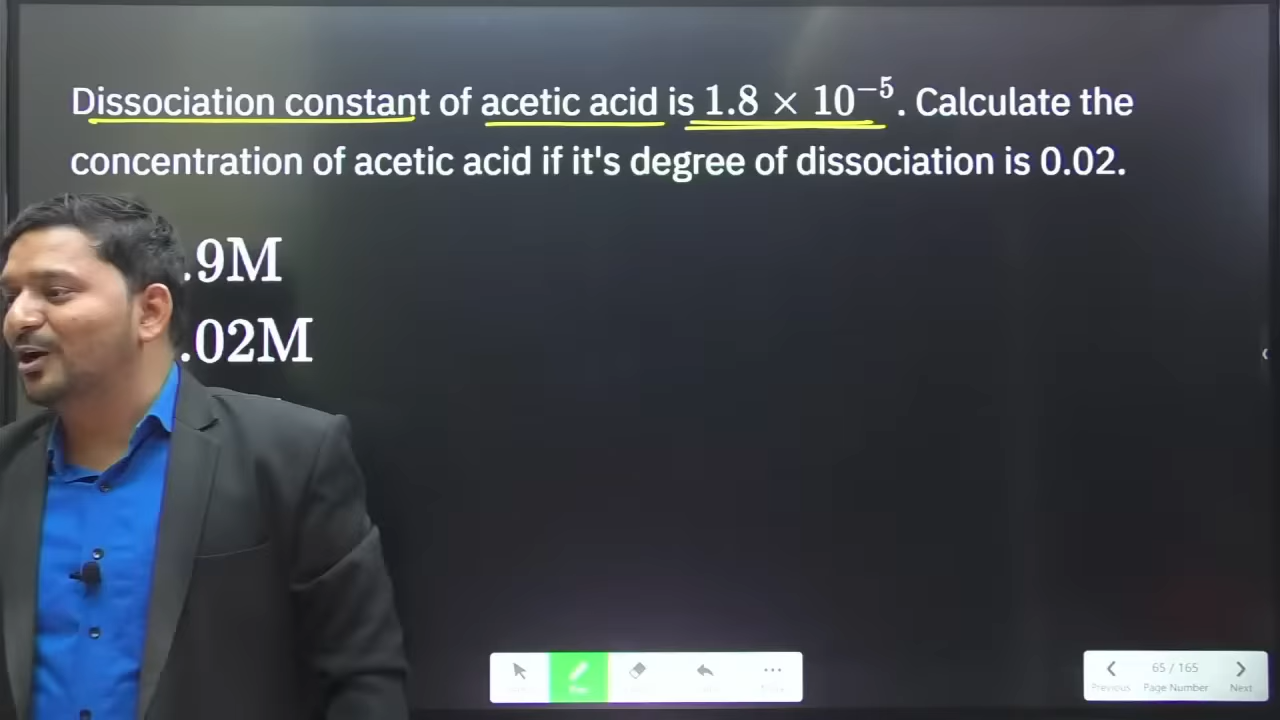 Dissociation constant of acetic acid is 1.8 × 10⁻⁵. Calculate the
concentration of acetic acid if it's degree of dissociation is 0.02.
.9M
.02M
65 / 165
Previous Page Number Next